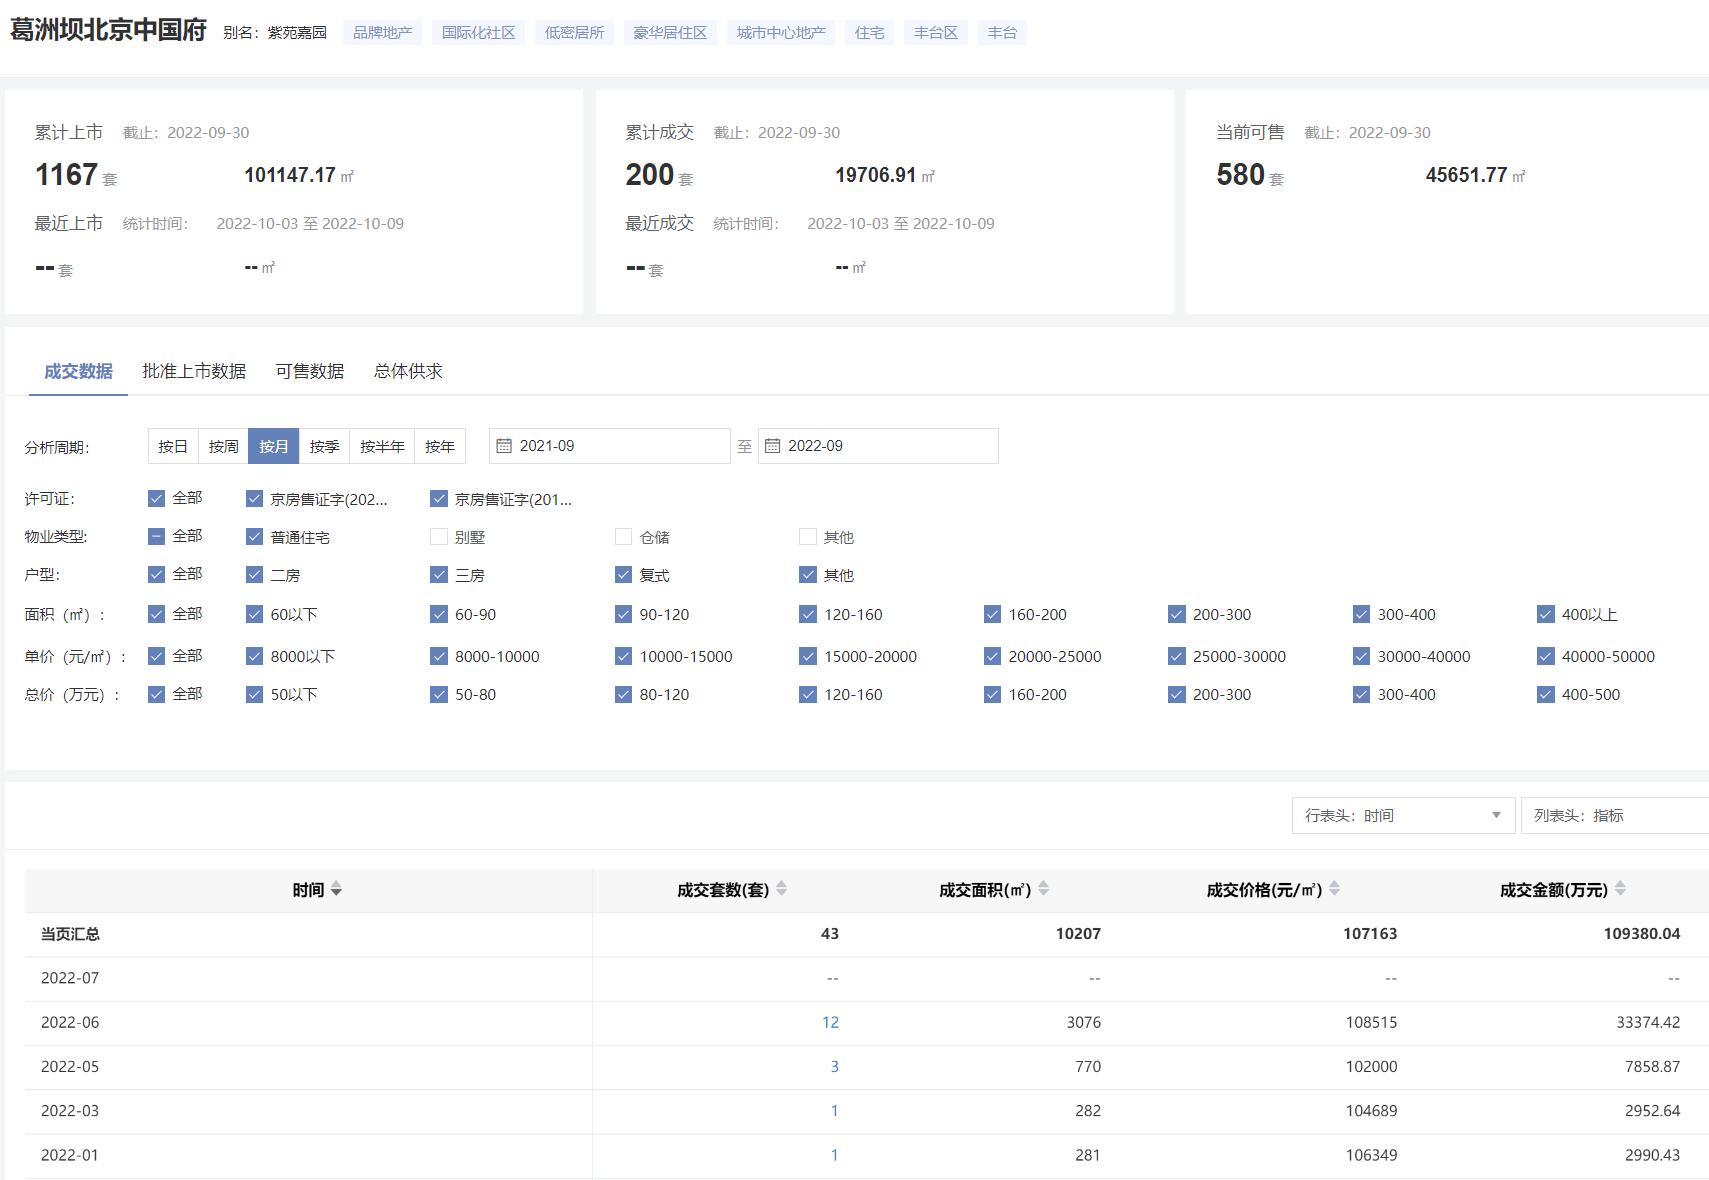 葛洲坝北京中国府 别名：紫苑嘉园 品牌地产 国际化社区 低密居所 豪华居住区 城市中心地产 住宅 丰台区 丰台
累计上市 截止：2022-09-30
1167 套 101147.17 ㎡
最近上市 统计时间： 2022-10-03 至 2022-10-09
-- 套 -- ㎡
累计成交 截止：2022-09-30
200 套 19706.91 ㎡
最近成交 统计时间： 2022-10-03 至 2022-10-09
-- 套 -- ㎡
当前可售 截止：2022-09-30
580 套 45651.77 ㎡
成交数据 批准上市数据 可售数据 总体供求
分析周期: 按日 按周 按月 按季 按半年 按年 2021-09 至 2022-09
许可证: 全部 京房售证字(202... 京房售证字(201...
物业类型: 全部 普通住宅 别墅 仓储 其他
户型: 全部 二房 三房 复式 其他
面积（㎡）: 全部 60以下 60-90 90-120 120-160 160-200 200-300 300-400 400以上
单价（元/㎡）: 全部 8000以下 8000-10000 10000-15000 15000-20000 20000-25000 25000-30000 30000-40000 40000-50000
总价（万元）: 全部 50以下 50-80 80-120 120-160 160-200 200-300 300-400 400-500
行表头：时间 列表头：指标
时间 成交套数(套) 成交面积(㎡) 成交价格(元/㎡) 成交金额(万元)
当页汇总 43 10207 107163 109380.04
2022-07 -- -- -- --
2022-06 12 3076 108515 33374.42
2022-05 3 770 102000 7858.87
2022-03 1 282 104689 2952.64
2022-01 1 281 106349 2990.43